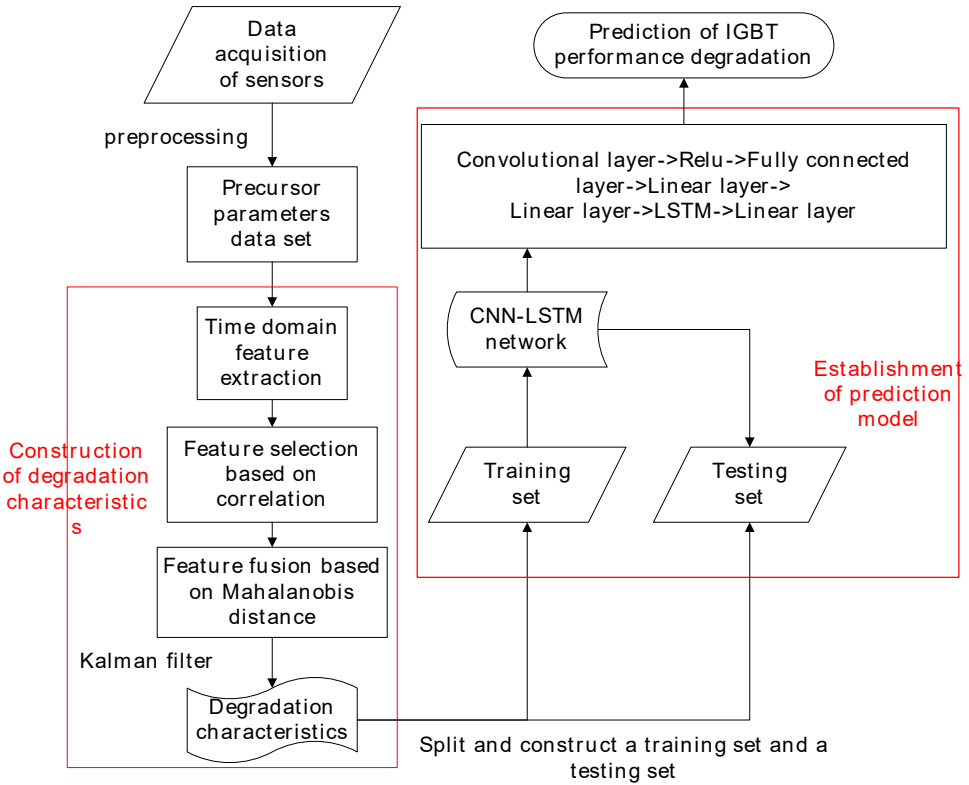 Data
acquisition
of sensors
preprocessing
Precursor
parameters
data set
Time domain
feature
extraction
Construction
of degradation
characteristic
s
Feature selection
based on
correlation
Feature fusion based
on Mahalanobis
distance
Kalman filter
Degradation
characteristics
Split and construct a training set and a
testing set
Prediction of IGBT
performance degradation
Convolutional layer->Relu->Fully connected
layer->Linear layer->
Linear layer->LSTM->Linear layer
CNN-LSTM
network
Establishment
of prediction
model
Training
set
Testing
set